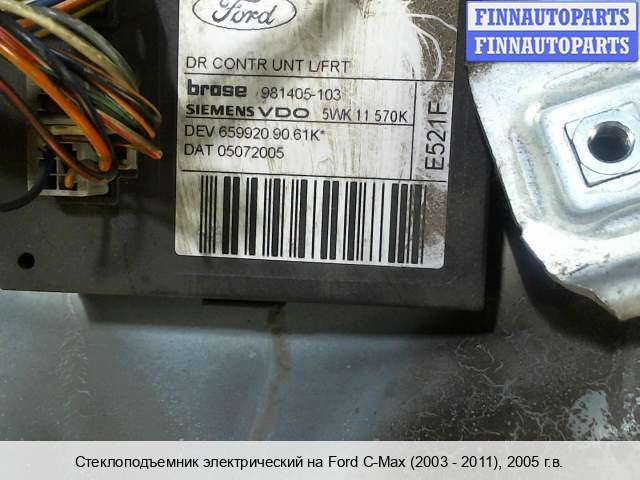 Ford
FINNAUTOPARTS
FINNAUTOPARTS
DR CONTR UNT L/FRT
brose 981405-103
SIEMENS VDO 5WK 11 570K
DEV 659920 90.61K*
DAT 05072005
E521F
Стеклоподъемник электрический на Ford C-Max (2003 - 2011), 2005 г.в.